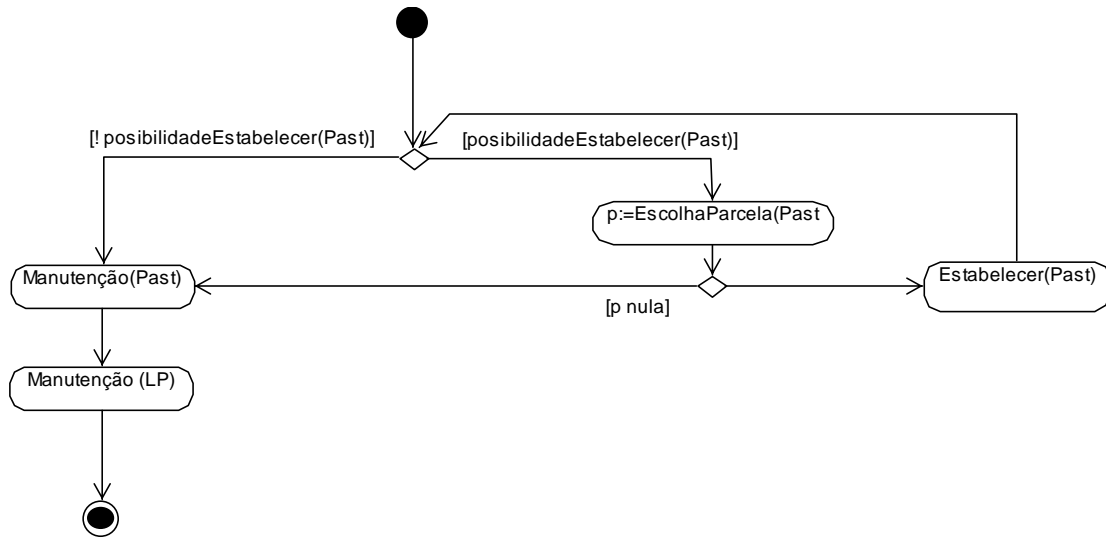 [! posibilidadeEstabelecer(Past)]
[posibilidadeEstabelecer(Past)]
p:=EscolhaParcela(Past
Manutenção(Past)
Estabelecer(Past)
[p nula]
Manutenção (LP)